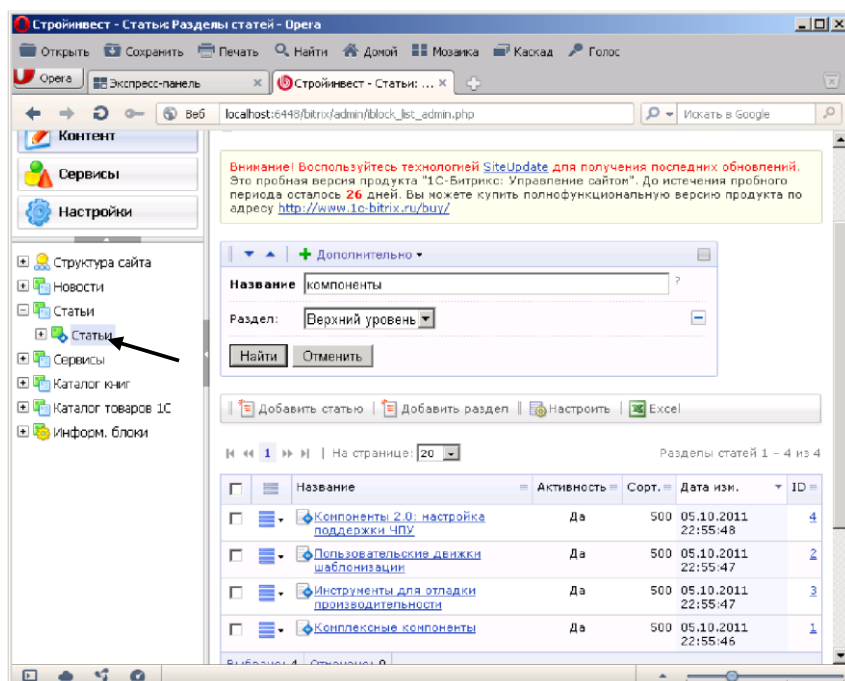 Стройинвест - Статьи: Разделы статей - Opera
Открыть Сохранить Печать Найти Домой Мозаика Каскад Голос
Opera Экспресс-панель Стройинвест - Статьи: ...
Веб localhost:6448/bitrix/admin/iblock_list_admin.php Искать в Google
Контент
Сервисы
Настройки
Структура сайта
Новости
Статьи
Статьи
Сервисы
Каталог книг
Каталог товаров 1С
Информ. блоки
Внимание! Воспользуйтесь технологией SiteUpdate для получения последних обновлений.
Это пробная версия продукта "1С-Битрикс: Управление сайтом". До истечения пробного
периода осталось 26 дней. Вы можете купить полнофункциональную версию продукта по
адресу http://www.1c-bitrix.ru/buy/
Дополнительно
Название компоненты ?
Раздел: Верхний уровень
Найти Отменить
Добавить статью Добавить раздел Настроить Excel
1 | На странице: 20 Разделы статей 1 – 4 из 4
Название Активность Сорт. Дата изм. ID
Компоненты 2.0: настройка Да 500 05.10.2011 4
поддержки ЧПУ 22:55:48
Пользовательские движки Да 500 05.10.2011 2
шаблонизации 22:55:47
Инструменты для отладки Да 500 05.10.2011 3
производительности 22:55:47
Комплексные компоненты Да 500 05.10.2011 1
22:55:46
Выбрано: 4 Отмечено: 0